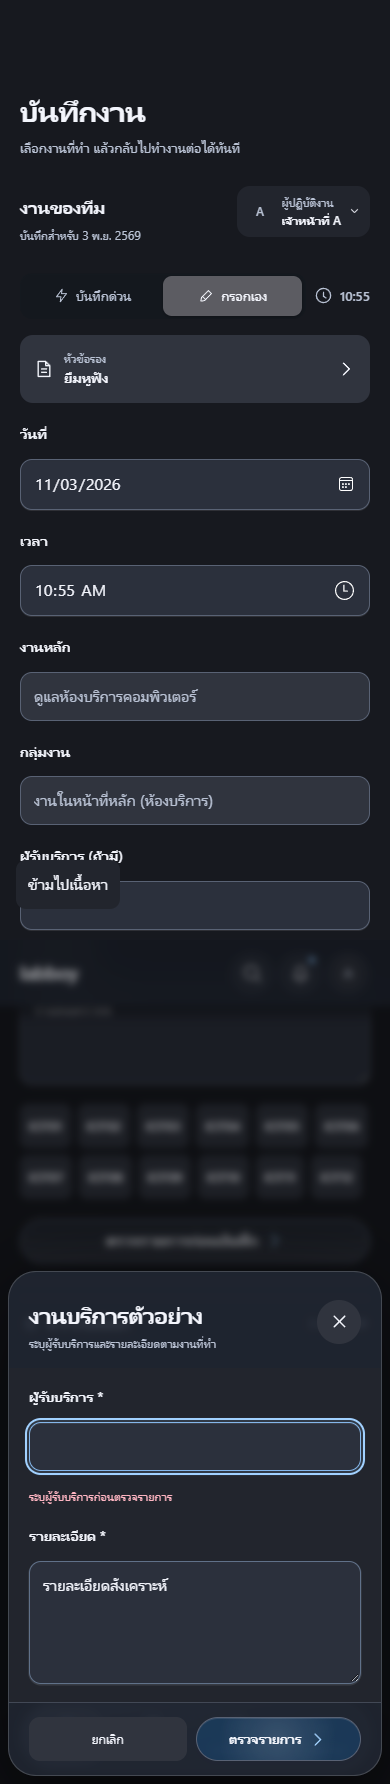 บันทึกงาน
เลือกงานที่ทำ แล้วกลับไปทำงานต่อได้ทันที
งานของทีม
บันทึกสำหรับ 3 พ.ย. 2569
A
ผู้ปฏิบัติงาน
เจ้าหน้าที่ A
บันทึกด่วน
กรอกเอง
10:55
หัวข้อรอง
ยืมหูฟัง
วันที่
11/03/2026
เวลา
10:55 AM
งานหลัก
ดูแลห้องบริการคอมพิวเตอร์
กลุ่มงาน
งานในหน้าที่หลัก (ห้องบริการ)
ผู้รับบริการ (ถ้ามี)
ข้ามไปเนื้อหา
งานบริการตัวอย่าง
ระบุผู้รับบริการและรายละเอียดตามงานที่ทำ
ผู้รับบริการ *
ระบุผู้รับบริการก่อนตรวจรายการ
รายละเอียด *
รายละเอียดสังเคราะห์
ยกเลิก
ตรวจรายการ